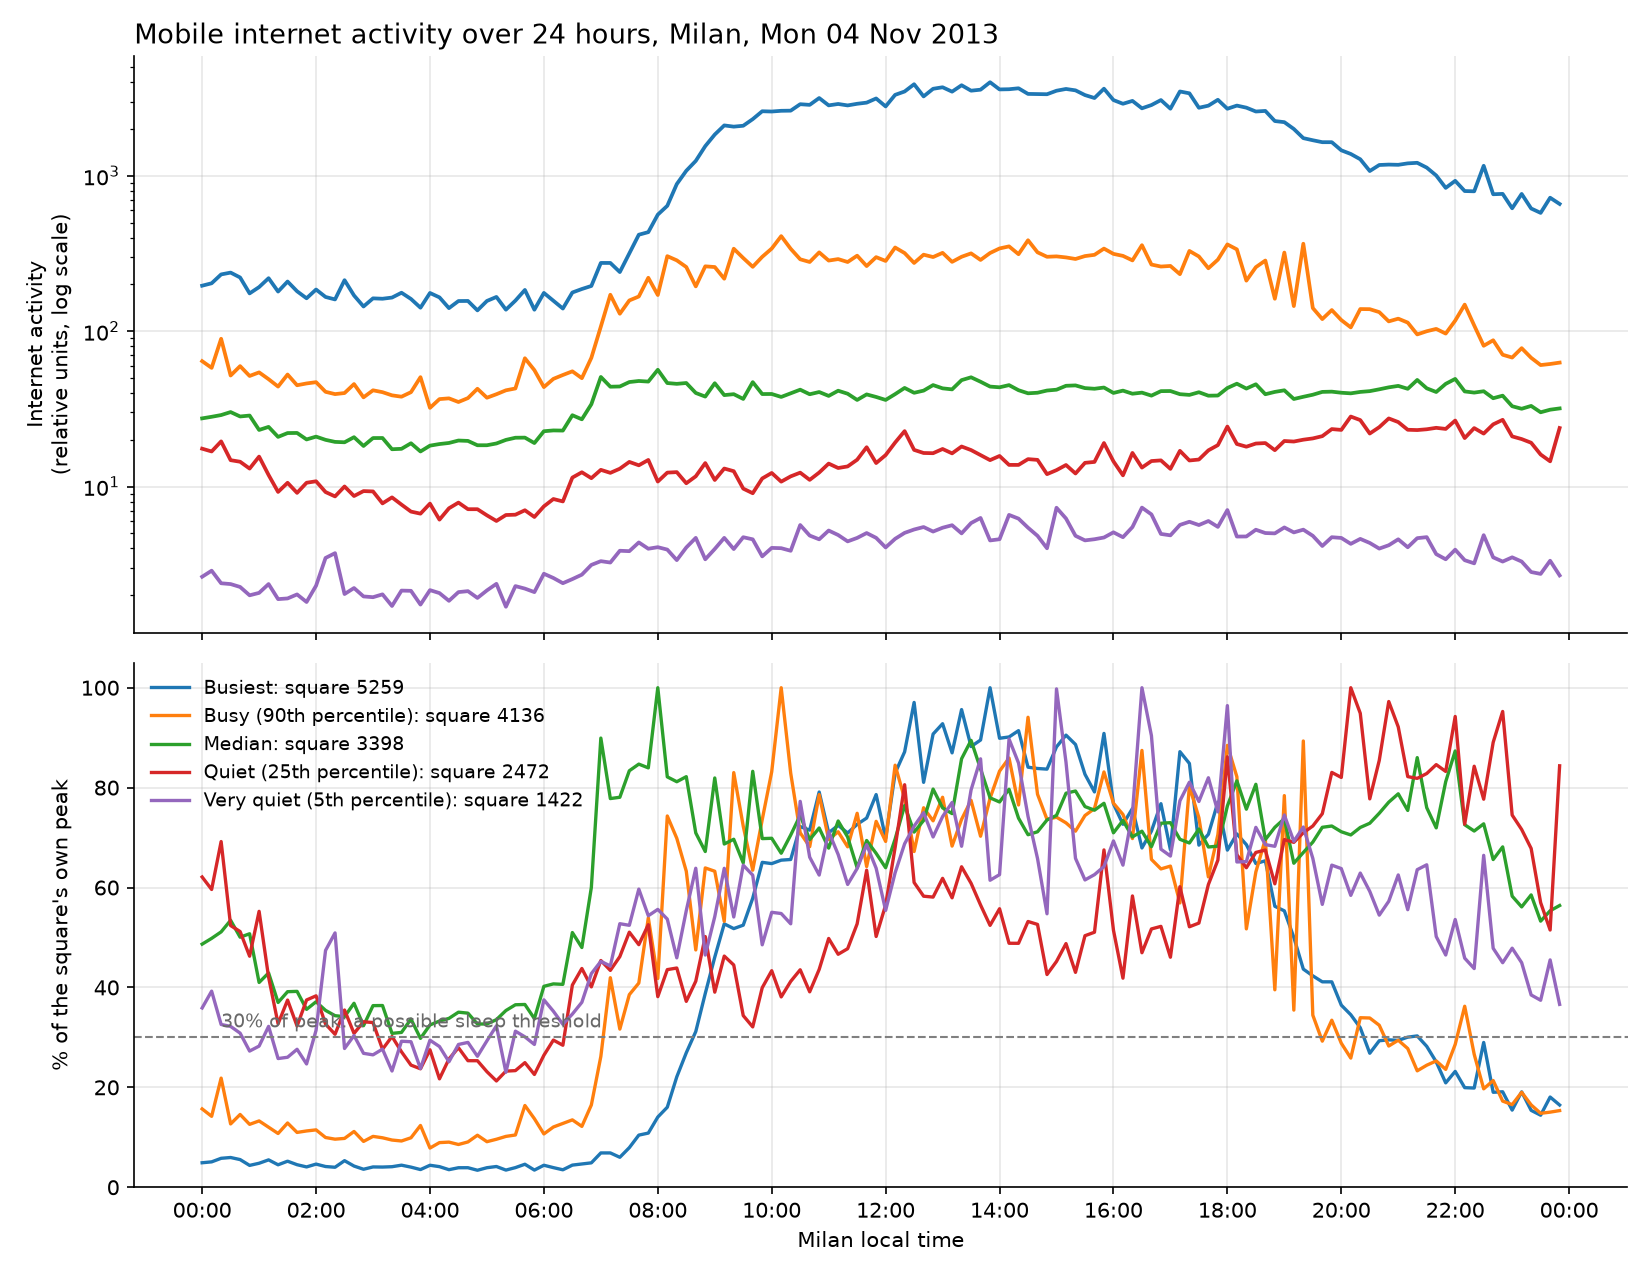 Mobile internet activity over 24 hours, Milan, Mon 04 Nov 2013
Internet activity
(relative units, log scale)
10³
10²
10¹
100
80
60
40
20
0
% of the square's own peak
Busiest: square 5259
Busy (90th percentile): square 4136
Median: square 3398
Quiet (25th percentile): square 2472
Very quiet (5th percentile): square 1422
30% of peak: a possible sleep threshold
00:00 02:00 04:00 06:00 08:00 10:00 12:00 14:00 16:00 18:00 20:00 22:00 00:00
Milan local time